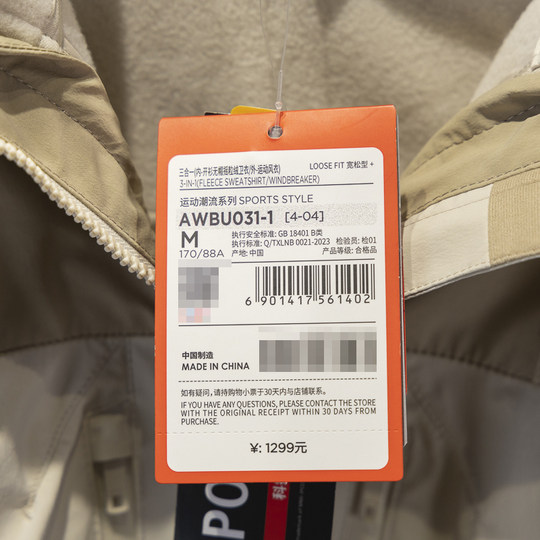 三合一(内-开衫无帽摇粒绒卫衣/外-运动风衣)
LOOSE FIT 宽松型 +
3-IN-1(FLEECE SWEATSHIRT/WINDBREAKER)
运动潮流系列 SPORTS STYLE
AWBU031-1 [4-04]
M
170/88A
执行安全标准: GB 18401 B类
执行标准: Q/TXLNB 0021-2023 检验员: 检01
产地: 中国 产品等级: 合格品
6 901417 561402
中国制造
MADE IN CHINA
如有疑问，请持购物小票于30天内与店铺联系。
IF YOU HAVE ANY QUESTIONS, PLEASE CONTACT THE STORE
WITH THE ORIGINAL RECEIPT WITHIN 30 DAYS FROM
PURCHASE.
¥: 1299元
PO